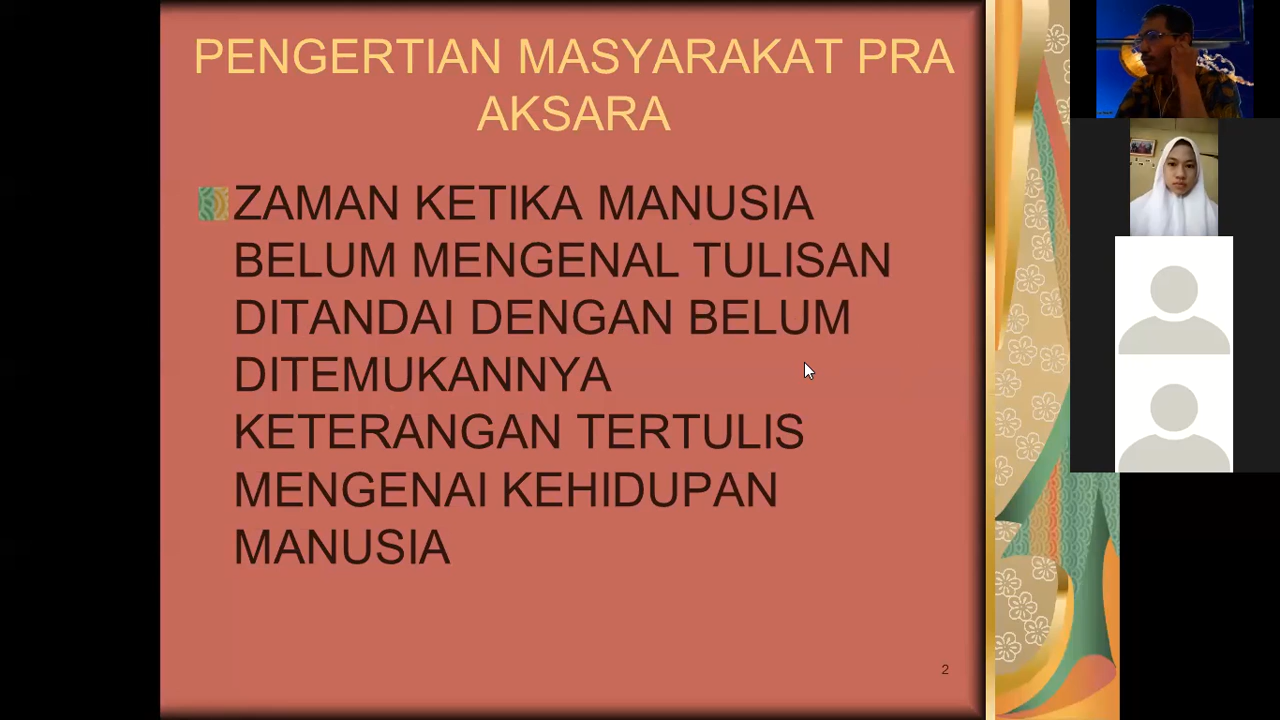 PENGERTIAN MASYARAKAT PRA
AKSARA
ZAMAN KETIKA MANUSIA
BELUM MENGENAL TULISAN
DITANDAI DENGAN BELUM
DITEMUKANNYA
KETERANGAN TERTULIS
MENGENAI KEHIDUPAN
MANUSIA
2